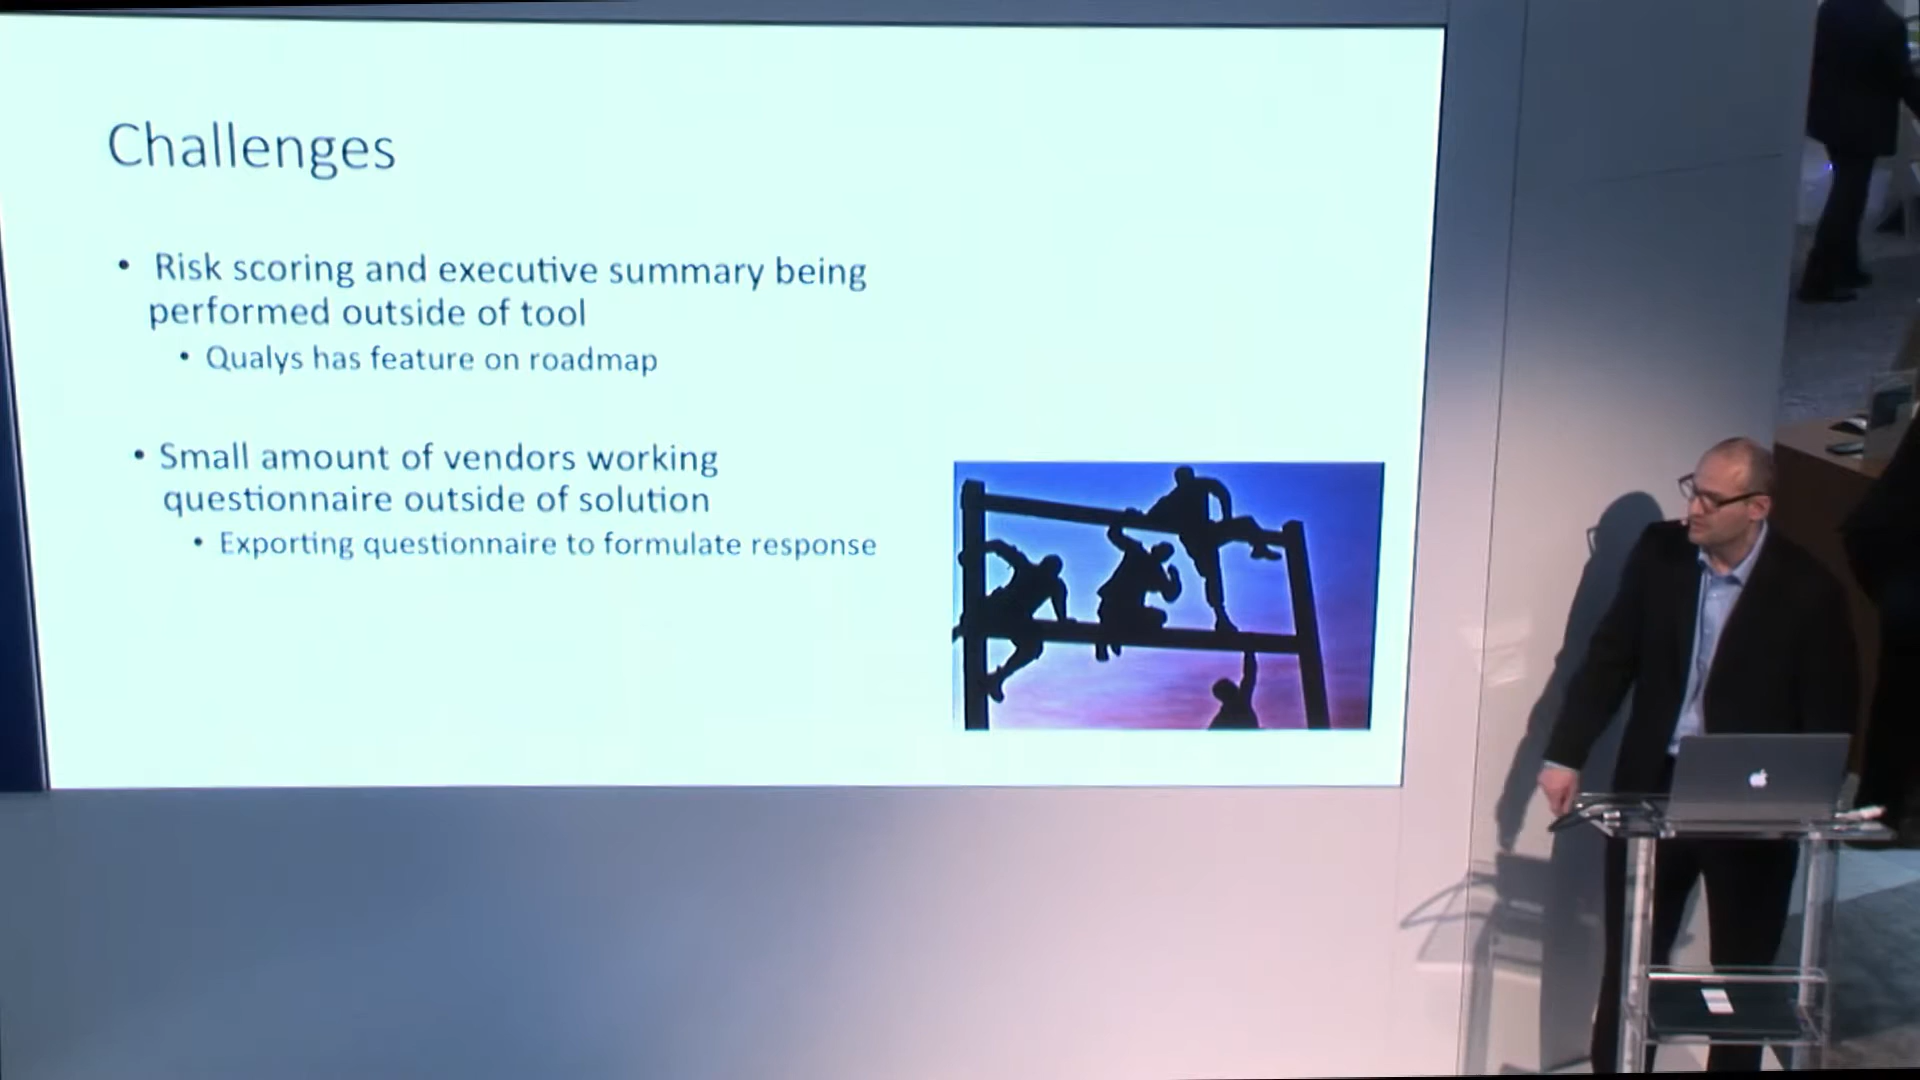 Challenges
• Risk scoring and executive summary being
performed outside of tool
• Qualys has feature on roadmap
• Small amount of vendors working
questionnaire outside of solution
• Exporting questionnaire to formulate response